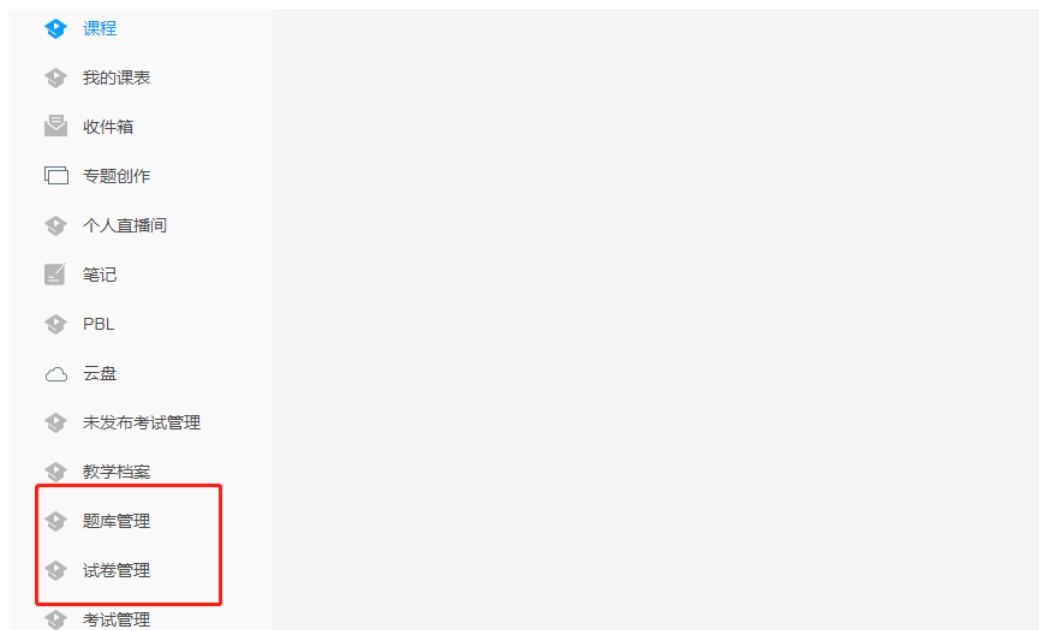 课程
我的课表
收件箱
专题创作
个人直播间
笔记
PBL
云盘
未发布考试管理
教学档案
题库管理
试卷管理
考试管理